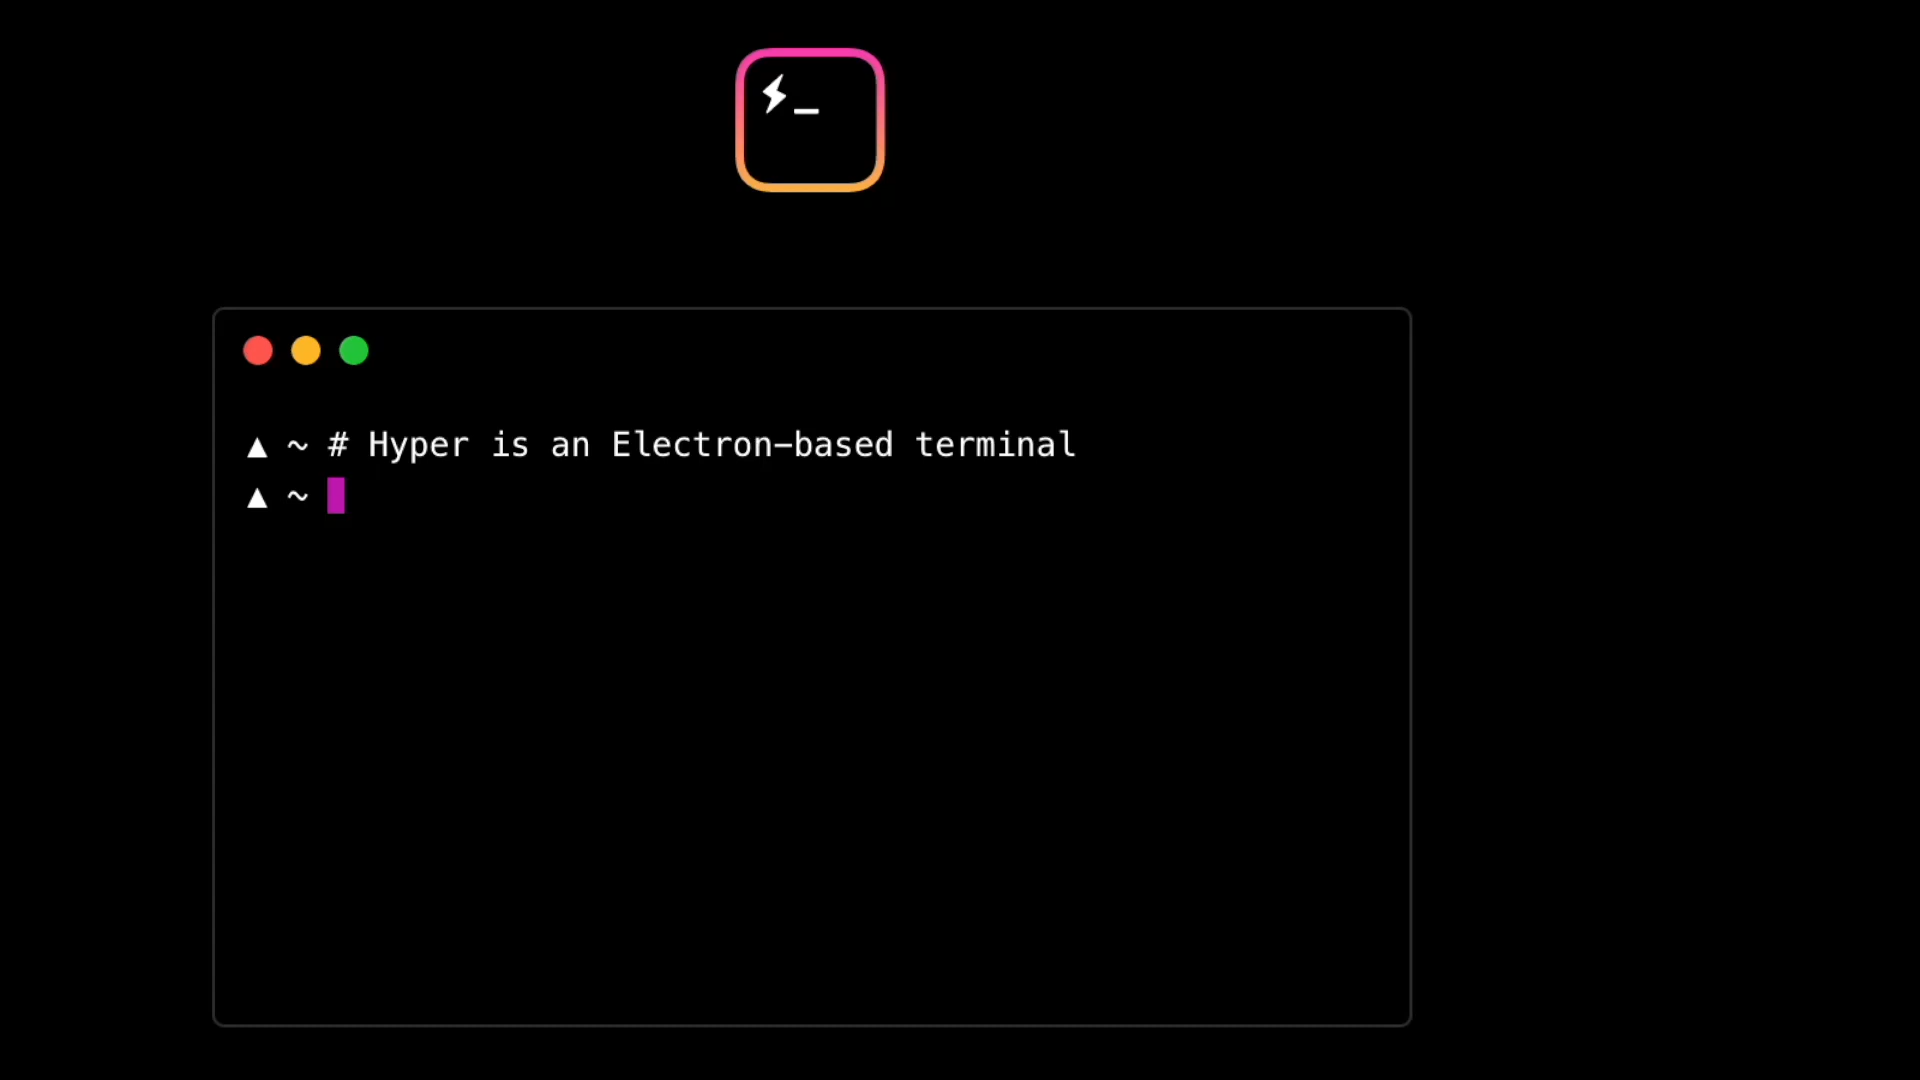 ⚡_
▲ ~ # Hyper is an Electron-based terminal
▲ ~